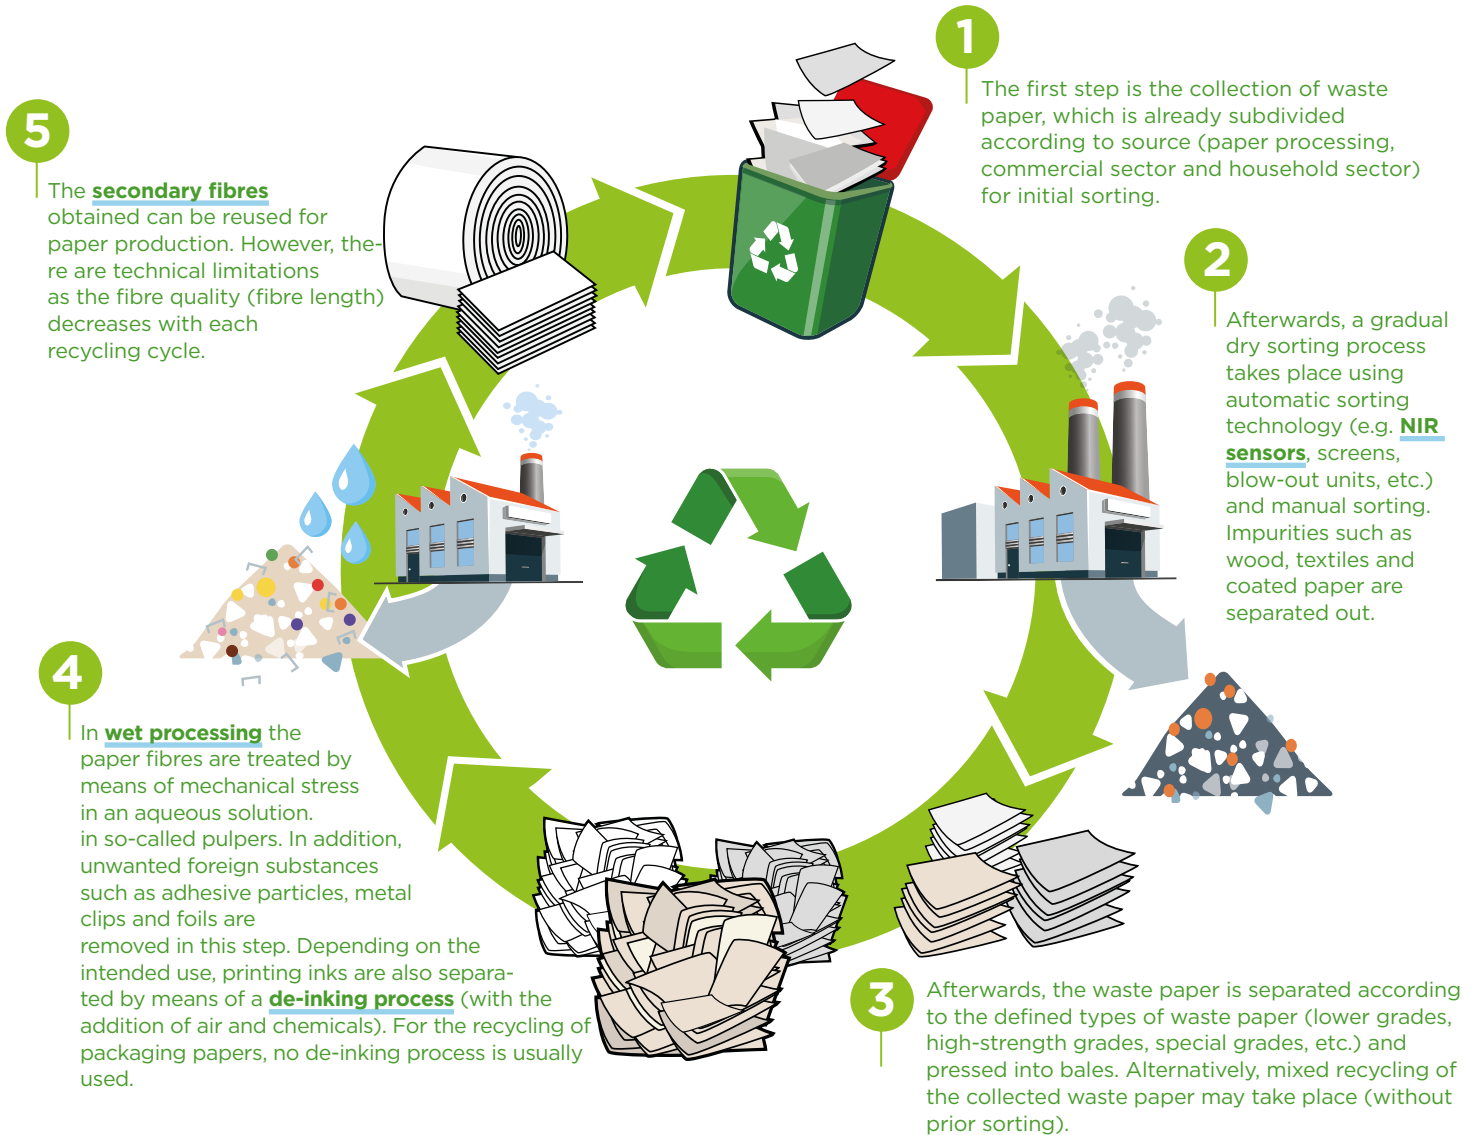 1
The first step is the collection of waste
paper, which is already subdivided
according to source (paper processing,
commercial sector and household sector)
for initial sorting.
2
Afterwards, a gradual
dry sorting process
takes place using
automatic sorting
technology (e.g. NIR
sensors, screens,
blow-out units, etc.)
and manual sorting.
Impurities such as
wood, textiles and
coated paper are
separated out.
3
Afterwards, the waste paper is separated according
to the defined types of waste paper (lower grades,
high-strength grades, special grades, etc.) and
pressed into bales. Alternatively, mixed recycling of
the collected waste paper may take place (without
prior sorting).
4
In wet processing the
paper fibres are treated by
means of mechanical stress
in an aqueous solution.
in so-called pulpers. In addition,
unwanted foreign substances
such as adhesive particles, metal
clips and foils are
removed in this step. Depending on the
intended use, printing inks are also separa-
ted by means of a de-inking process (with the
addition of air and chemicals). For the recycling of
packaging papers, no de-inking process is usually
used.
5
The secondary fibres
obtained can be reused for
paper production. However, the-
re are technical limitations
as the fibre quality (fibre length)
decreases with each
recycling cycle.